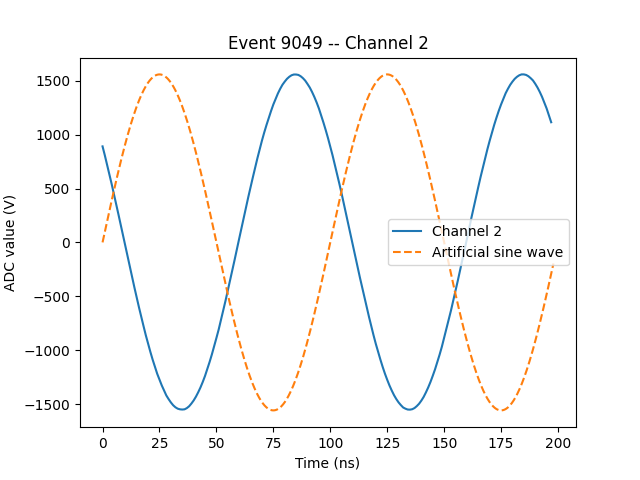 Event 9049 -- Channel 2
ADC value (V)
1500
1000
500
0
−500
−1000
−1500
Channel 2
Artificial sine wave
0 25 50 75 100 125 150 175 200
Time (ns)